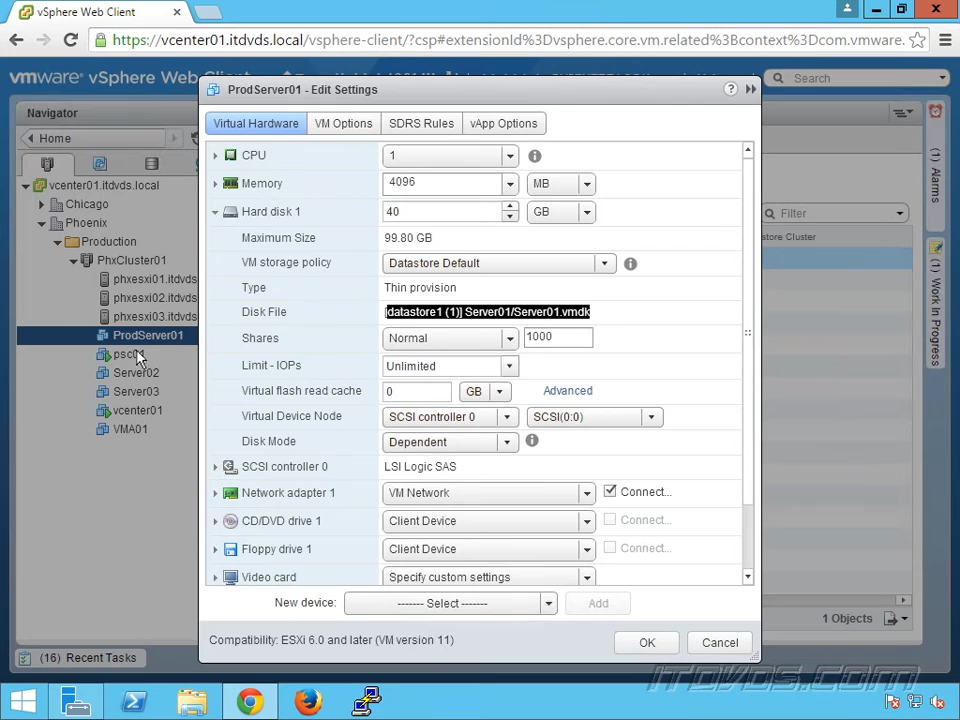 vSphere Web Client
https://vcenter01.itdvds.local/vsphere-client/?csp#extensionId%3Dvsphere.core.vm.related%3Bcontext%3Dcom.vmware.
vmware vSphere Web Client
Search
ProdServer01 - Edit Settings
Navigator
Home
Virtual Hardware
VM Options
SDRS Rules
vApp Options
vcenter01.itdvds.local
Chicago
Phoenix
Production
PhxCluster01
phxesxi01.itdvds
phxesxi02.itdvds
phxesxi03.itdvds
ProdServer01
Server02
Server03
vcenter01
VMA01
CPU
1
Memory
4096
MB
Hard disk 1
40
GB
Maximum Size
99.80 GB
VM storage policy
Datastore Default
Type
Thin provision
Disk File
[datastore1 (1)] Server01/Server01.vmdk
Shares
Normal
1000
Limit - IOPs
Unlimited
Virtual flash read cache
0
GB
Advanced
Virtual Device Node
SCSI controller 0
SCSI(0:0)
Disk Mode
Dependent
SCSI controller 0
LSI Logic SAS
Network adapter 1
VM Network
Connect...
CD/DVD drive 1
Client Device
Connect...
Floppy drive 1
Client Device
Connect...
Video card
Specify custom settings
New device:
------- Select -------
Add
Compatibility: ESXi 6.0 and later (VM version 11)
OK
Cancel
Filter
store Cluster
1 Objects
(1) Alarms
(1) Work In Progress
(16) Recent Tasks
ITDVDS.COM